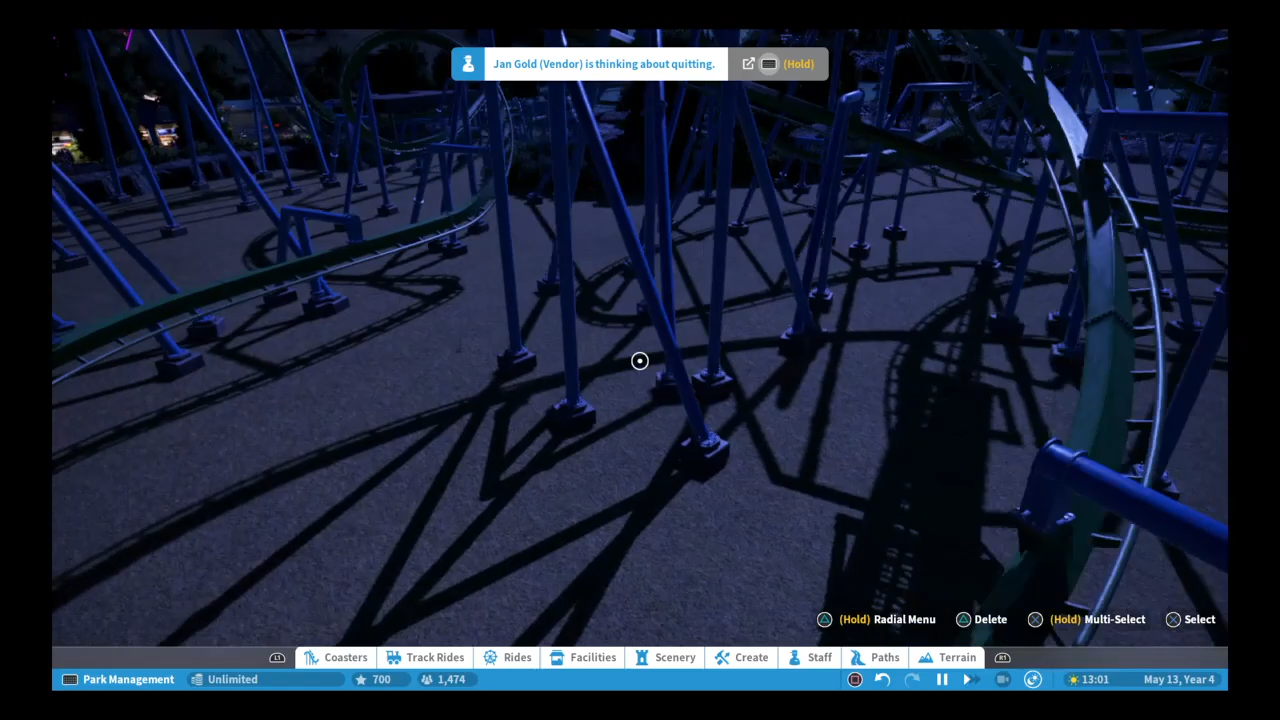 Jan Gold (Vendor) is thinking about quitting. (Hold)
(Hold) Radial Menu Delete (Hold) Multi-Select Select
L1 Coasters Track Rides Rides Facilities Scenery Create Staff Paths Terrain R1
Park Management Unlimited 700 1,474 13:01 May 13, Year 4